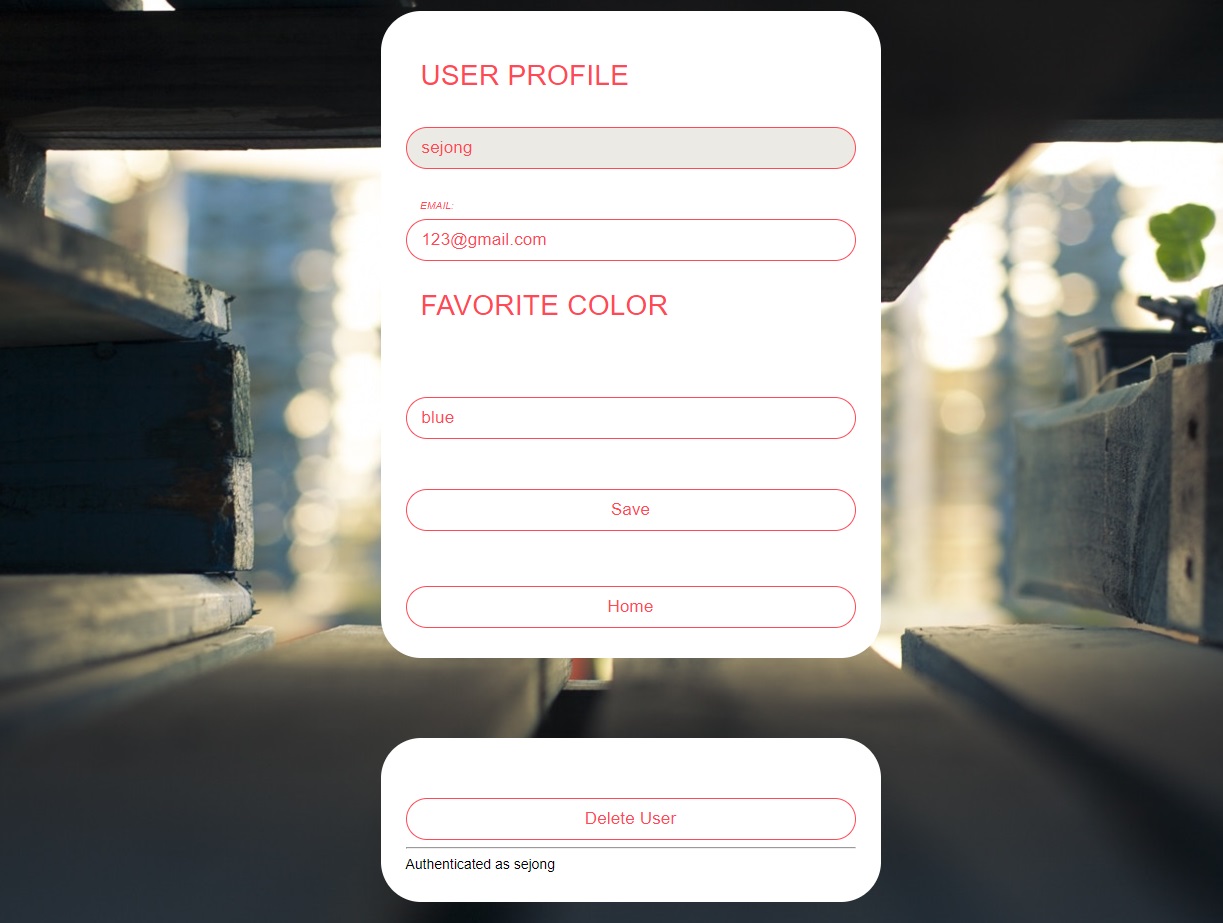 USER PROFILE
sejong
EMAIL:
123@gmail.com
FAVORITE COLOR
blue
Save
Home
Delete User
Authenticated as sejong